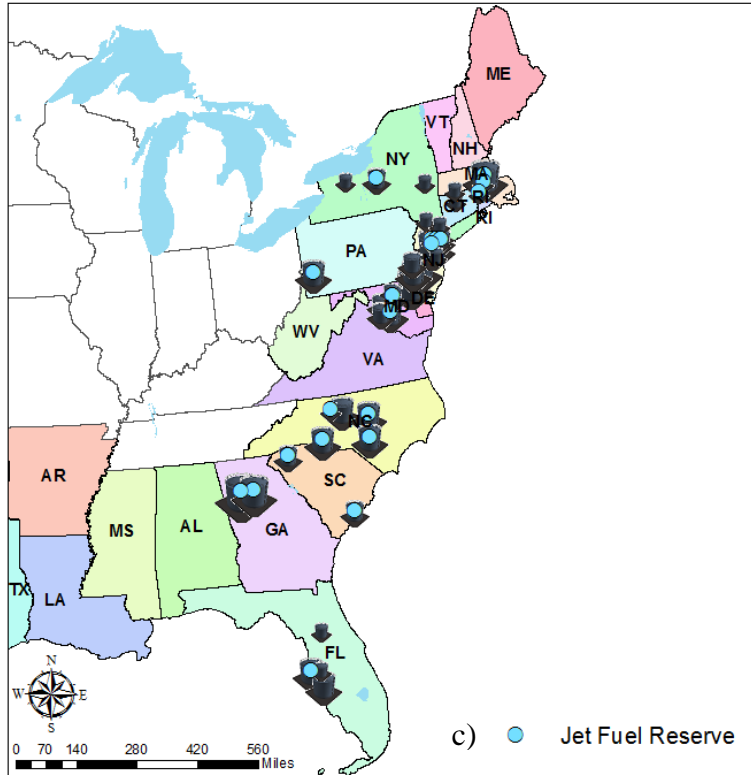 ME
VT
NH
NY
MA
RI
CT
RI
PA
NJ
DE
MD
WV
VA
NC
AR
SC
MS
AL
GA
TX
LA
FL
N
W E
S
0 70 140 280 420 560
Miles
c) Jet Fuel Reserve